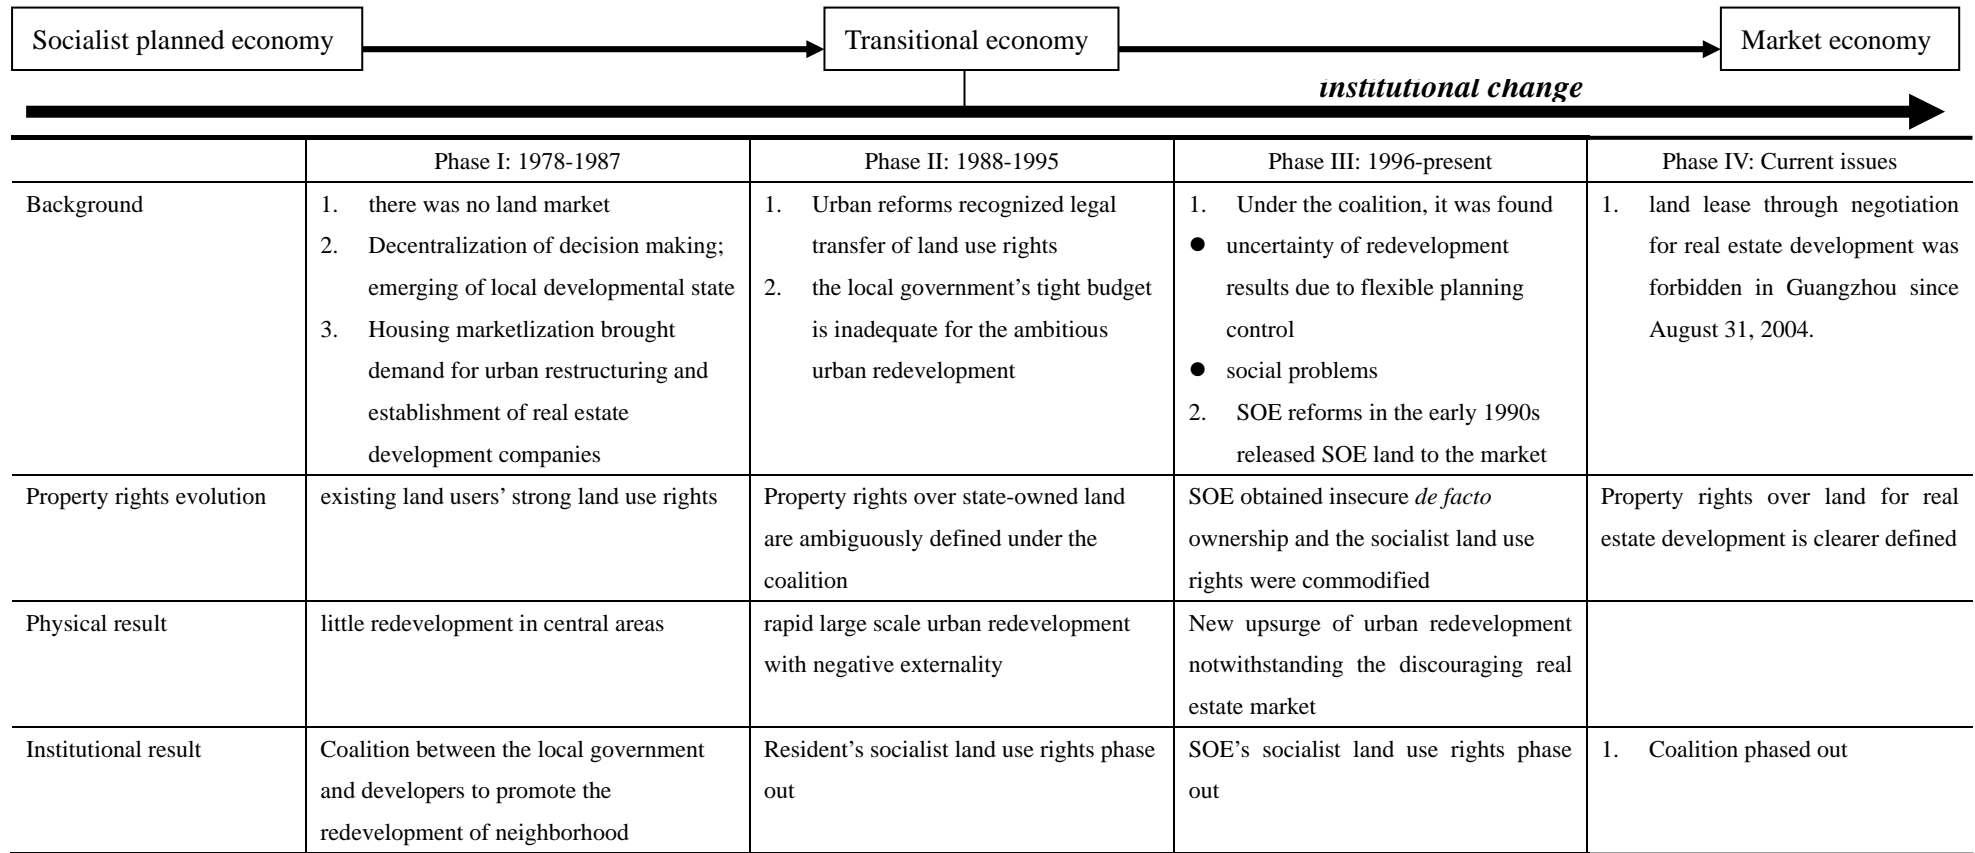 Socialist planned economy
Transitional economy
Market economy
institutional change
Phase I: 1978-1987
Phase II: 1988-1995
Phase III: 1996-present
Phase IV: Current issues
Background
1. there was no land market
2. Decentralization of decision making;
emerging of local developmental state
3. Housing marketlization brought
demand for urban restructuring and
establishment of real estate
development companies
1. Urban reforms recognized legal
transfer of land use rights
2. the local government’s tight budget
is inadequate for the ambitious
urban redevelopment
1. Under the coalition, it was found
● uncertainty of redevelopment
results due to flexible planning
control
● social problems
2. SOE reforms in the early 1990s
released SOE land to the market
1. land lease through negotiation
for real estate development was
forbidden in Guangzhou since
August 31, 2004.
Property rights evolution
existing land users’ strong land use rights
Property rights over state-owned land
are ambiguously defined under the
coalition
SOE obtained insecure de facto
ownership and the socialist land use
rights were commodified
Property rights over land for real
estate development is clearer defined
Physical result
little redevelopment in central areas
rapid large scale urban redevelopment
with negative externality
New upsurge of urban redevelopment
notwithstanding the discouraging real
estate market
Institutional result
Coalition between the local government
and developers to promote the
redevelopment of neighborhood
Resident’s socialist land use rights phase
out
SOE’s socialist land use rights phase
out
1. Coalition phased out